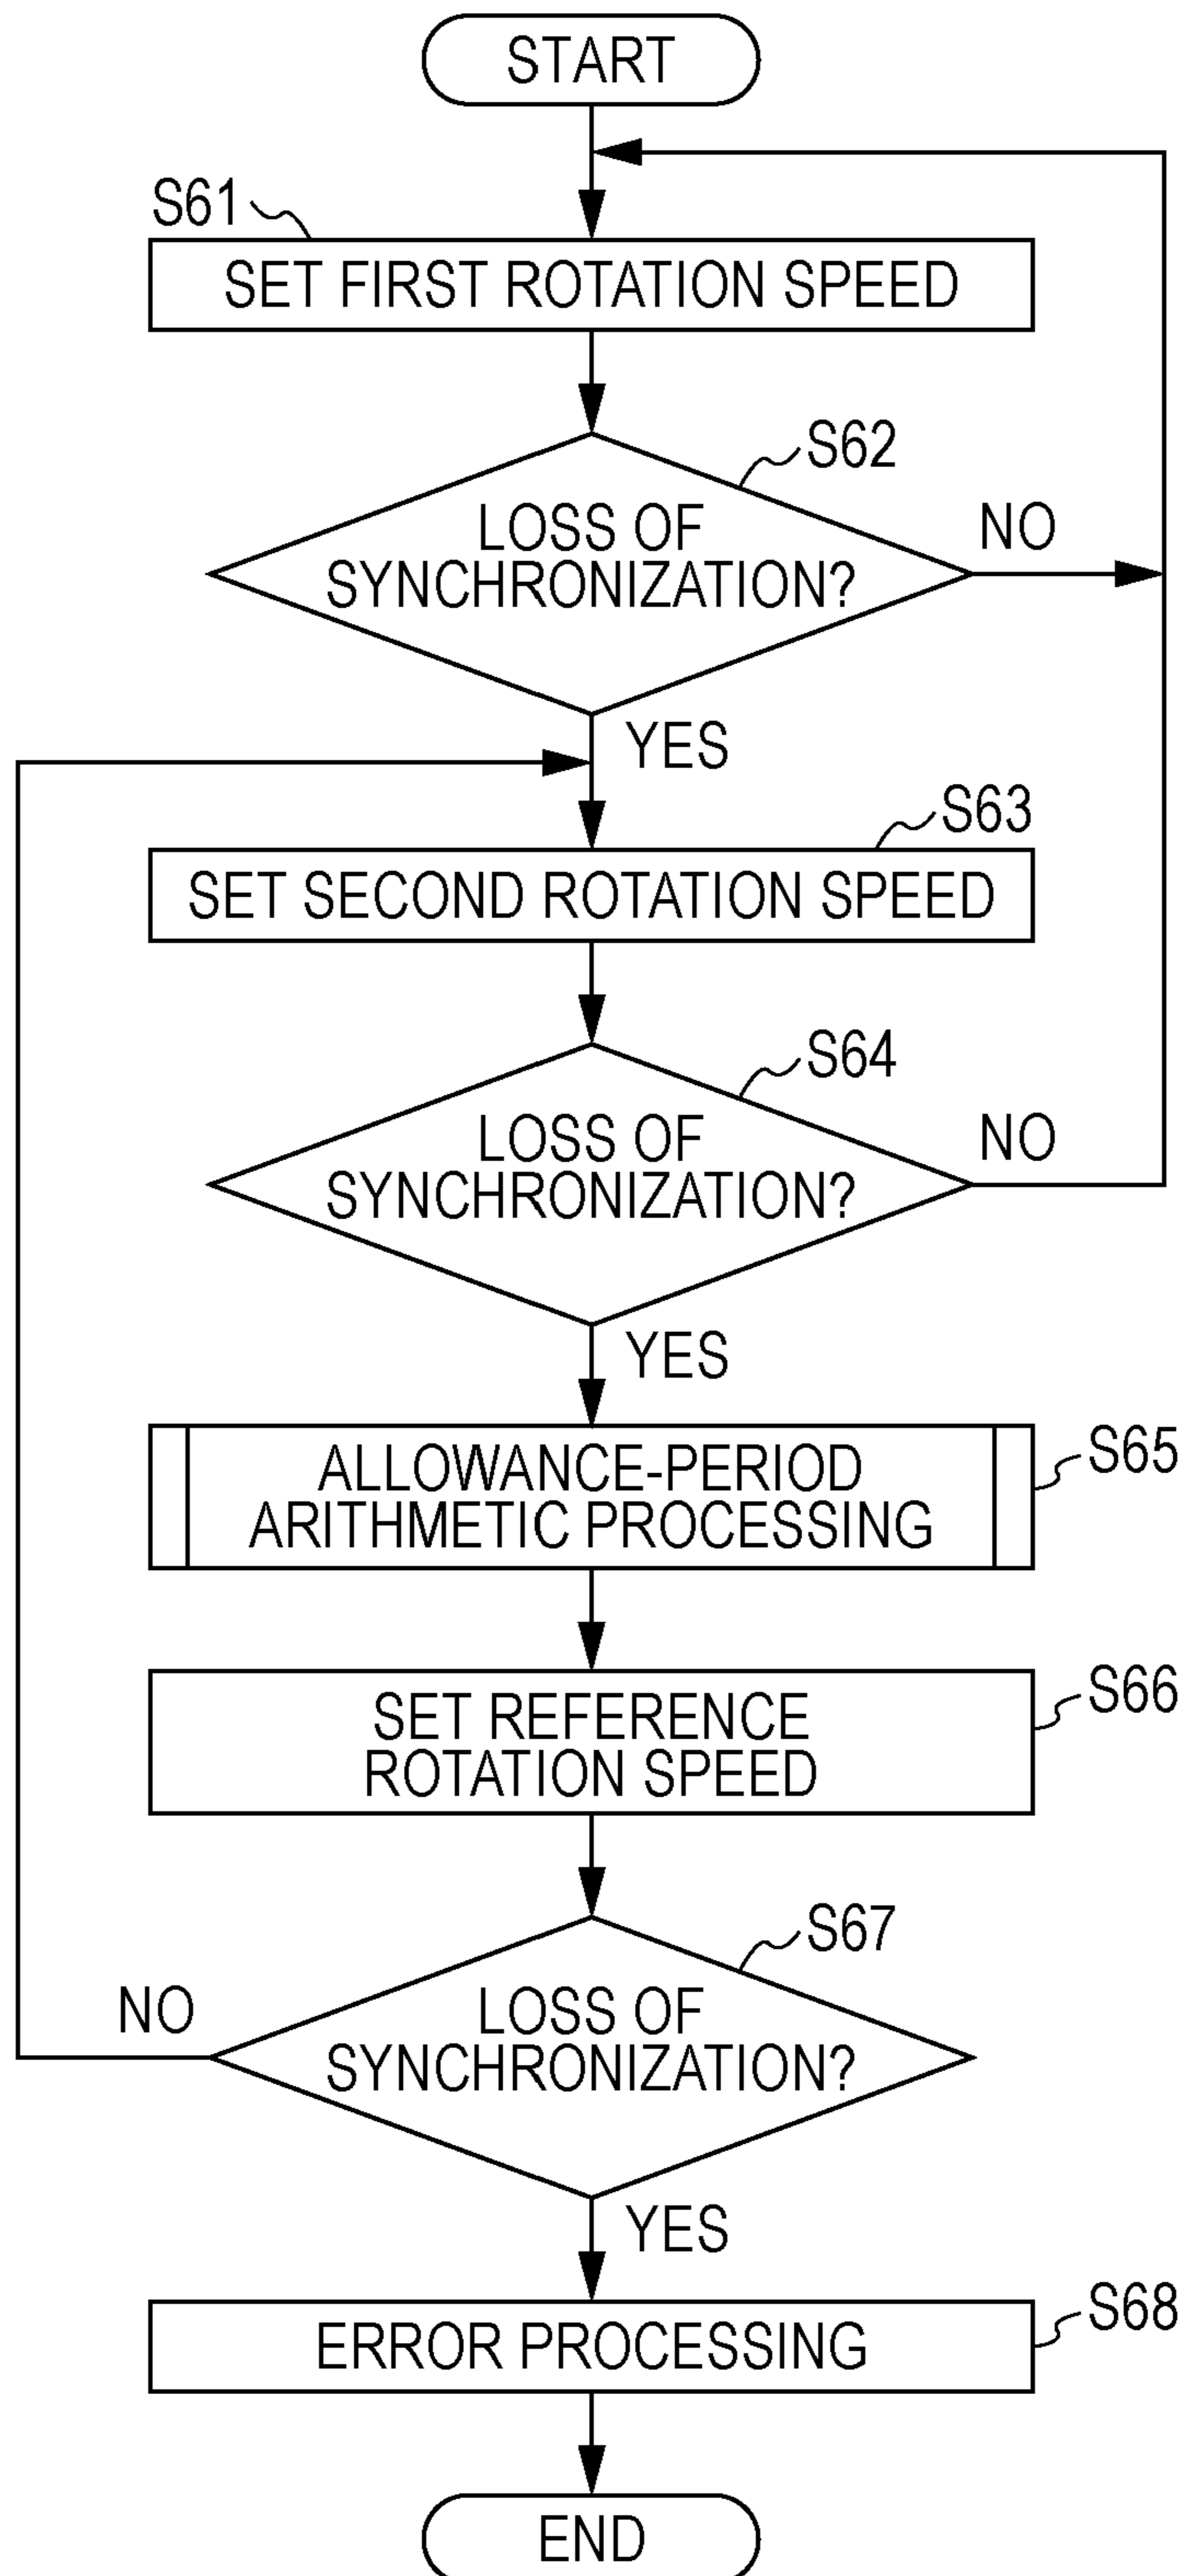 START
S61
SET FIRST ROTATION SPEED
S62
LOSS OF
SYNCHRONIZATION?
NO
YES
S63
SET SECOND ROTATION SPEED
S64
LOSS OF
SYNCHRONIZATION?
NO
YES
S65
ALLOWANCE-PERIOD
ARITHMETIC PROCESSING
S66
SET REFERENCE
ROTATION SPEED
S67
LOSS OF
SYNCHRONIZATION?
NO
YES
S68
ERROR PROCESSING
END